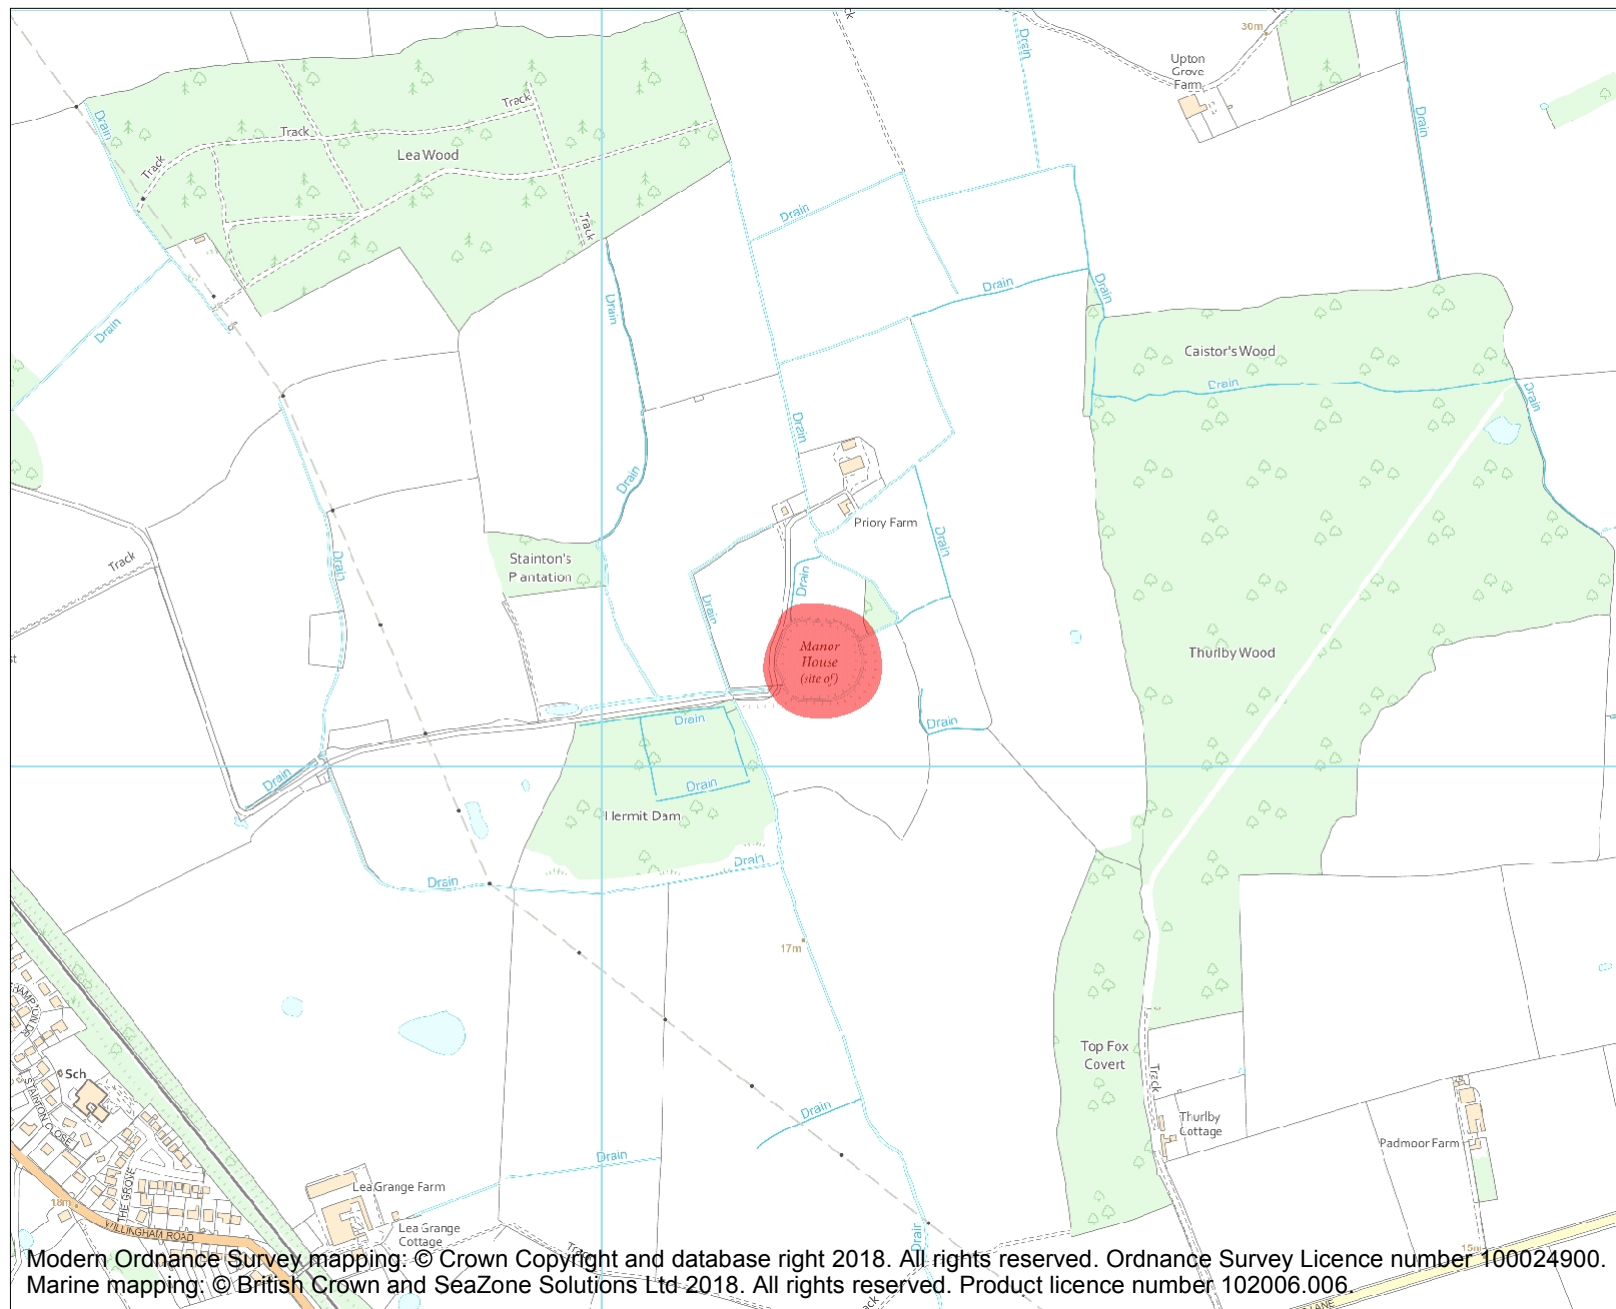 30m
Upton
Grove
Farm
Drain
Drain
Drain
Track
Track
Track
Lea Wood
Track
Drain
Drain
Drain
Drain
Drain
Caistor's Wood
Drain
Drain
Drain
Drain
Priory Farm
Drain
Stainton's
Plantation
Drain
Track
Drain
Drain
Manor
House
(site of)
Thurlby Wood
Drain
Drain
Drain
Drain
Hermit Dam
Drain
Drain
17m
Top Fox
Covert
Track
Sch
STAINTON CLOSE
Drain
Thurlby
Cottage
Padmoor Farm
Drain
Lea Grange Farm
THE GROVE
18m
WILLINGHAM ROAD
Lea Grange
Cottage
15m
Modern Ordnance Survey mapping: © Crown Copyright and database right 2018. All rights reserved. Ordnance Survey Licence number 100024900.
Marine mapping: © British Crown and SeaZone Solutions Ltd 2018. All rights reserved. Product licence number 102006.006.
LANE